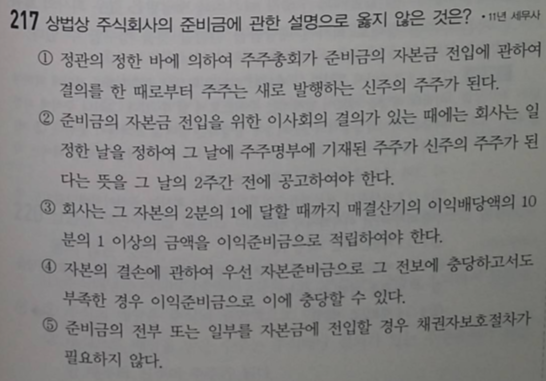 217 상법상 주식회사의 준비금에 관한 설명으로 옳지 않은 것은? • 11년 세무사
① 정관의 정한 바에 의하여 주주총회가 준비금의 자본금 전입에 관하여
결의를 한 때로부터 주주는 새로 발행하는 신주의 주주가 된다.
② 준비금의 자본금 전입을 위한 이사회의 결의가 있는 때에는 회사는 일
정한 날을 정하여 그 날에 주주명부에 기재된 주주가 신주의 주주가 된
다는 뜻을 그 날의 2주간 전에 공고하여야 한다.
③ 회사는 그 자본의 2분의 1에 달할 때까지 매결산기의 이익배당액의 10
분의 1 이상의 금액을 이익준비금으로 적립하여야 한다.
④ 자본의 결손에 관하여 우선 자본준비금으로 그 전보에 충당하고서도
부족한 경우 이익준비금으로 이에 충당할 수 있다.
⑤ 준비금의 전부 또는 일부를 자본금에 전입할 경우 채권자보호절차가
필요하지 않다.